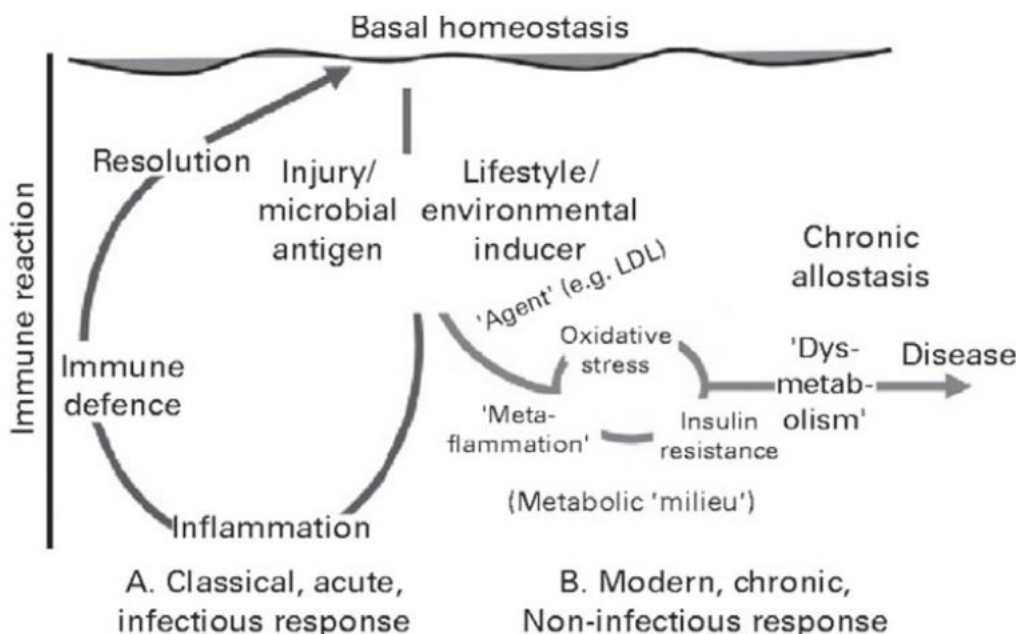 Basal homeostasis
Resolution
Injury/
microbial
antigen
Lifestyle/
environmental
inducer
'Agent' (e.g. LDL)
Chronic
allostasis
Immune reaction
Immune
defence
Oxidative
stress
'Meta-
flammation'
Insulin
resistance
'Dys-
metab-
olism'
Disease
(Metabolic 'milieu')
Inflammation
A. Classical, acute,
infectious response
B. Modern, chronic,
Non-infectious response